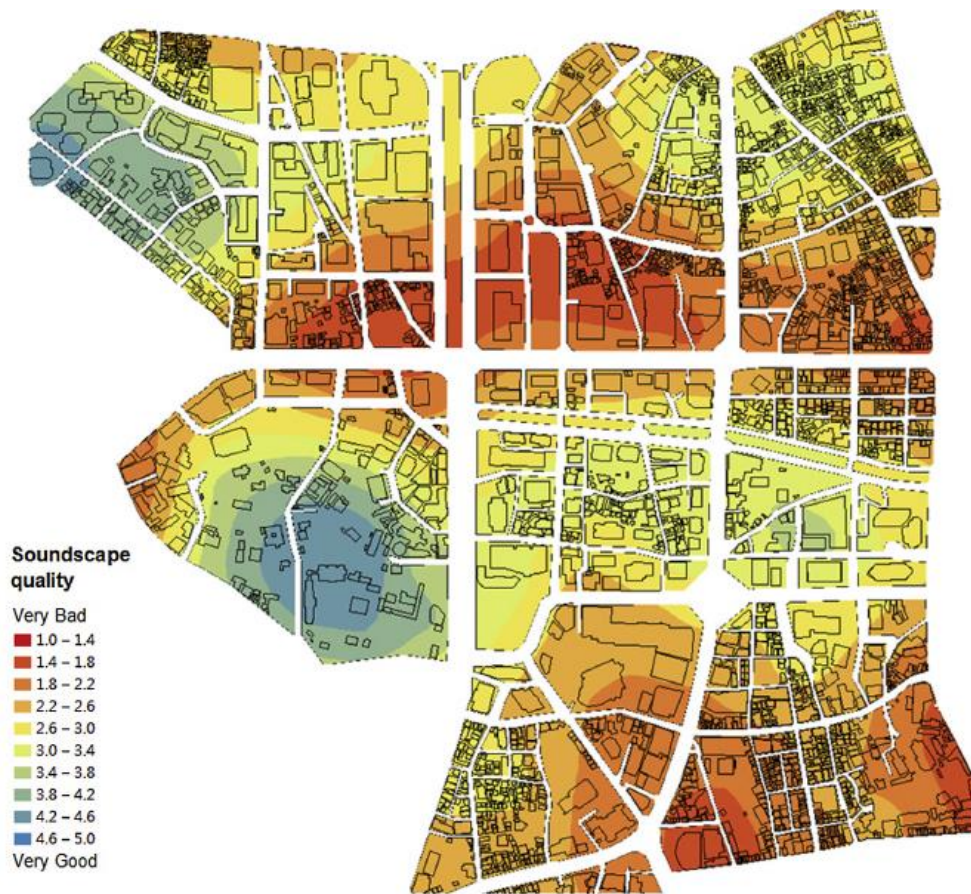 Soundscape
quality
Very Bad
1.0 – 1.4
1.4 – 1.8
1.8 – 2.2
2.2 – 2.6
2.6 – 3.0
3.0 – 3.4
3.4 – 3.8
3.8 – 4.2
4.2 – 4.6
4.6 – 5.0
Very Good